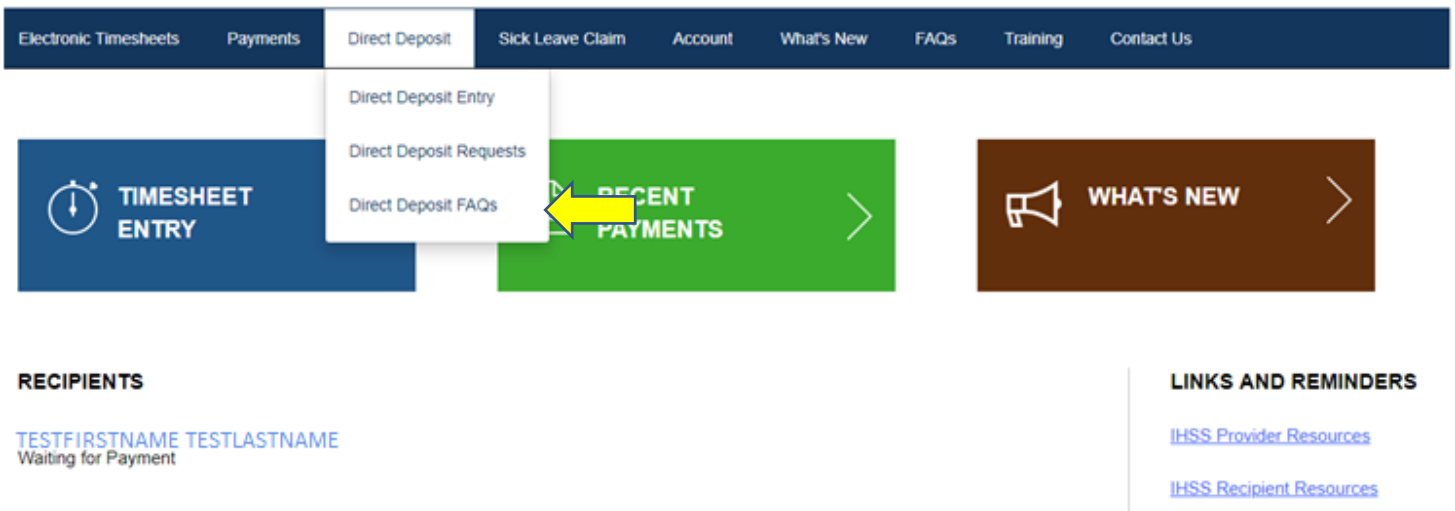 Electronic Timesheets Payments Direct Deposit Sick Leave Claim Account What's New FAQs Training Contact Us
Direct Deposit Entry
Direct Deposit Requests
Direct Deposit FAQs
TIMESHEET
ENTRY
RECENT
PAYMENTS
WHAT'S NEW
RECIPIENTS
TESTFIRSTNAME TESTLASTNAME
Waiting for Payment
LINKS AND REMINDERS
IHSS Provider Resources
IHSS Recipient Resources